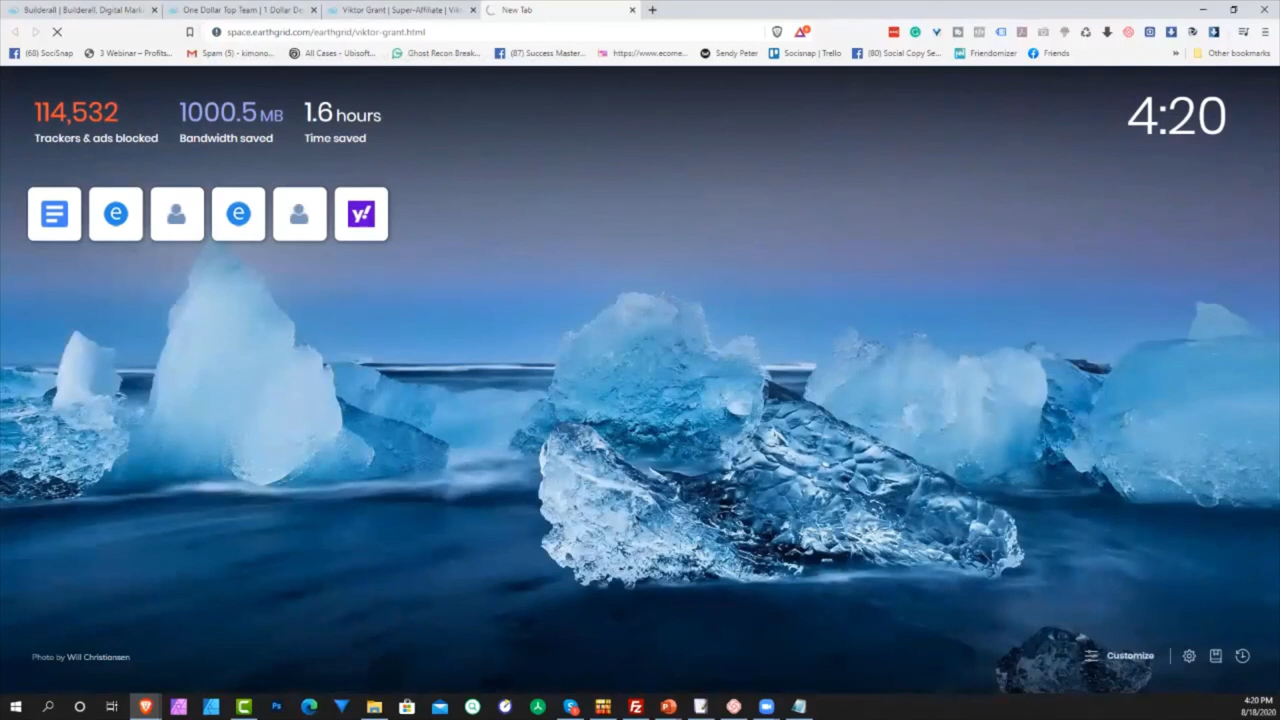 Builderall | Builderall, Digital Mark
One Dollar Top Team | 1 Dollar De
Viktor Grant | Super-Affiliate | Vik
New Tab
space.earthgrid.com/earthgrid/viktor-grant.html
(68) SociSnap
3 Webinar – Profits...
Spam (5) - kimono...
All Cases - Ubisoft...
Ghost Recon Break...
(87) Success Master...
https://www.ecome...
Sendy Peter
Socisnap | Trello
(80) Social Copy Se...
Friendomizer
Friends
»
Other bookmarks
114,532
Trackers & ads blocked
1000.5 MB
Bandwidth saved
1.6 hours
Time saved
4:20
y!
Photo by Will Christiansen
Customize
4:20 PM
8/18/2020